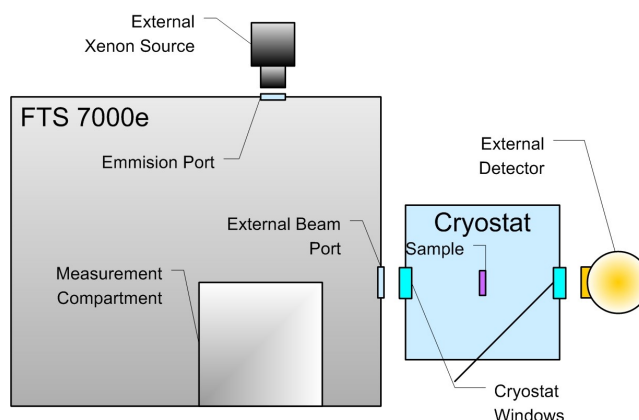 External
Xenon Source
FTS 7000e
Emmision Port
External
Detector
External Beam
Port
Cryostat
Sample
Measurement
Compartment
Cryostat
Windows